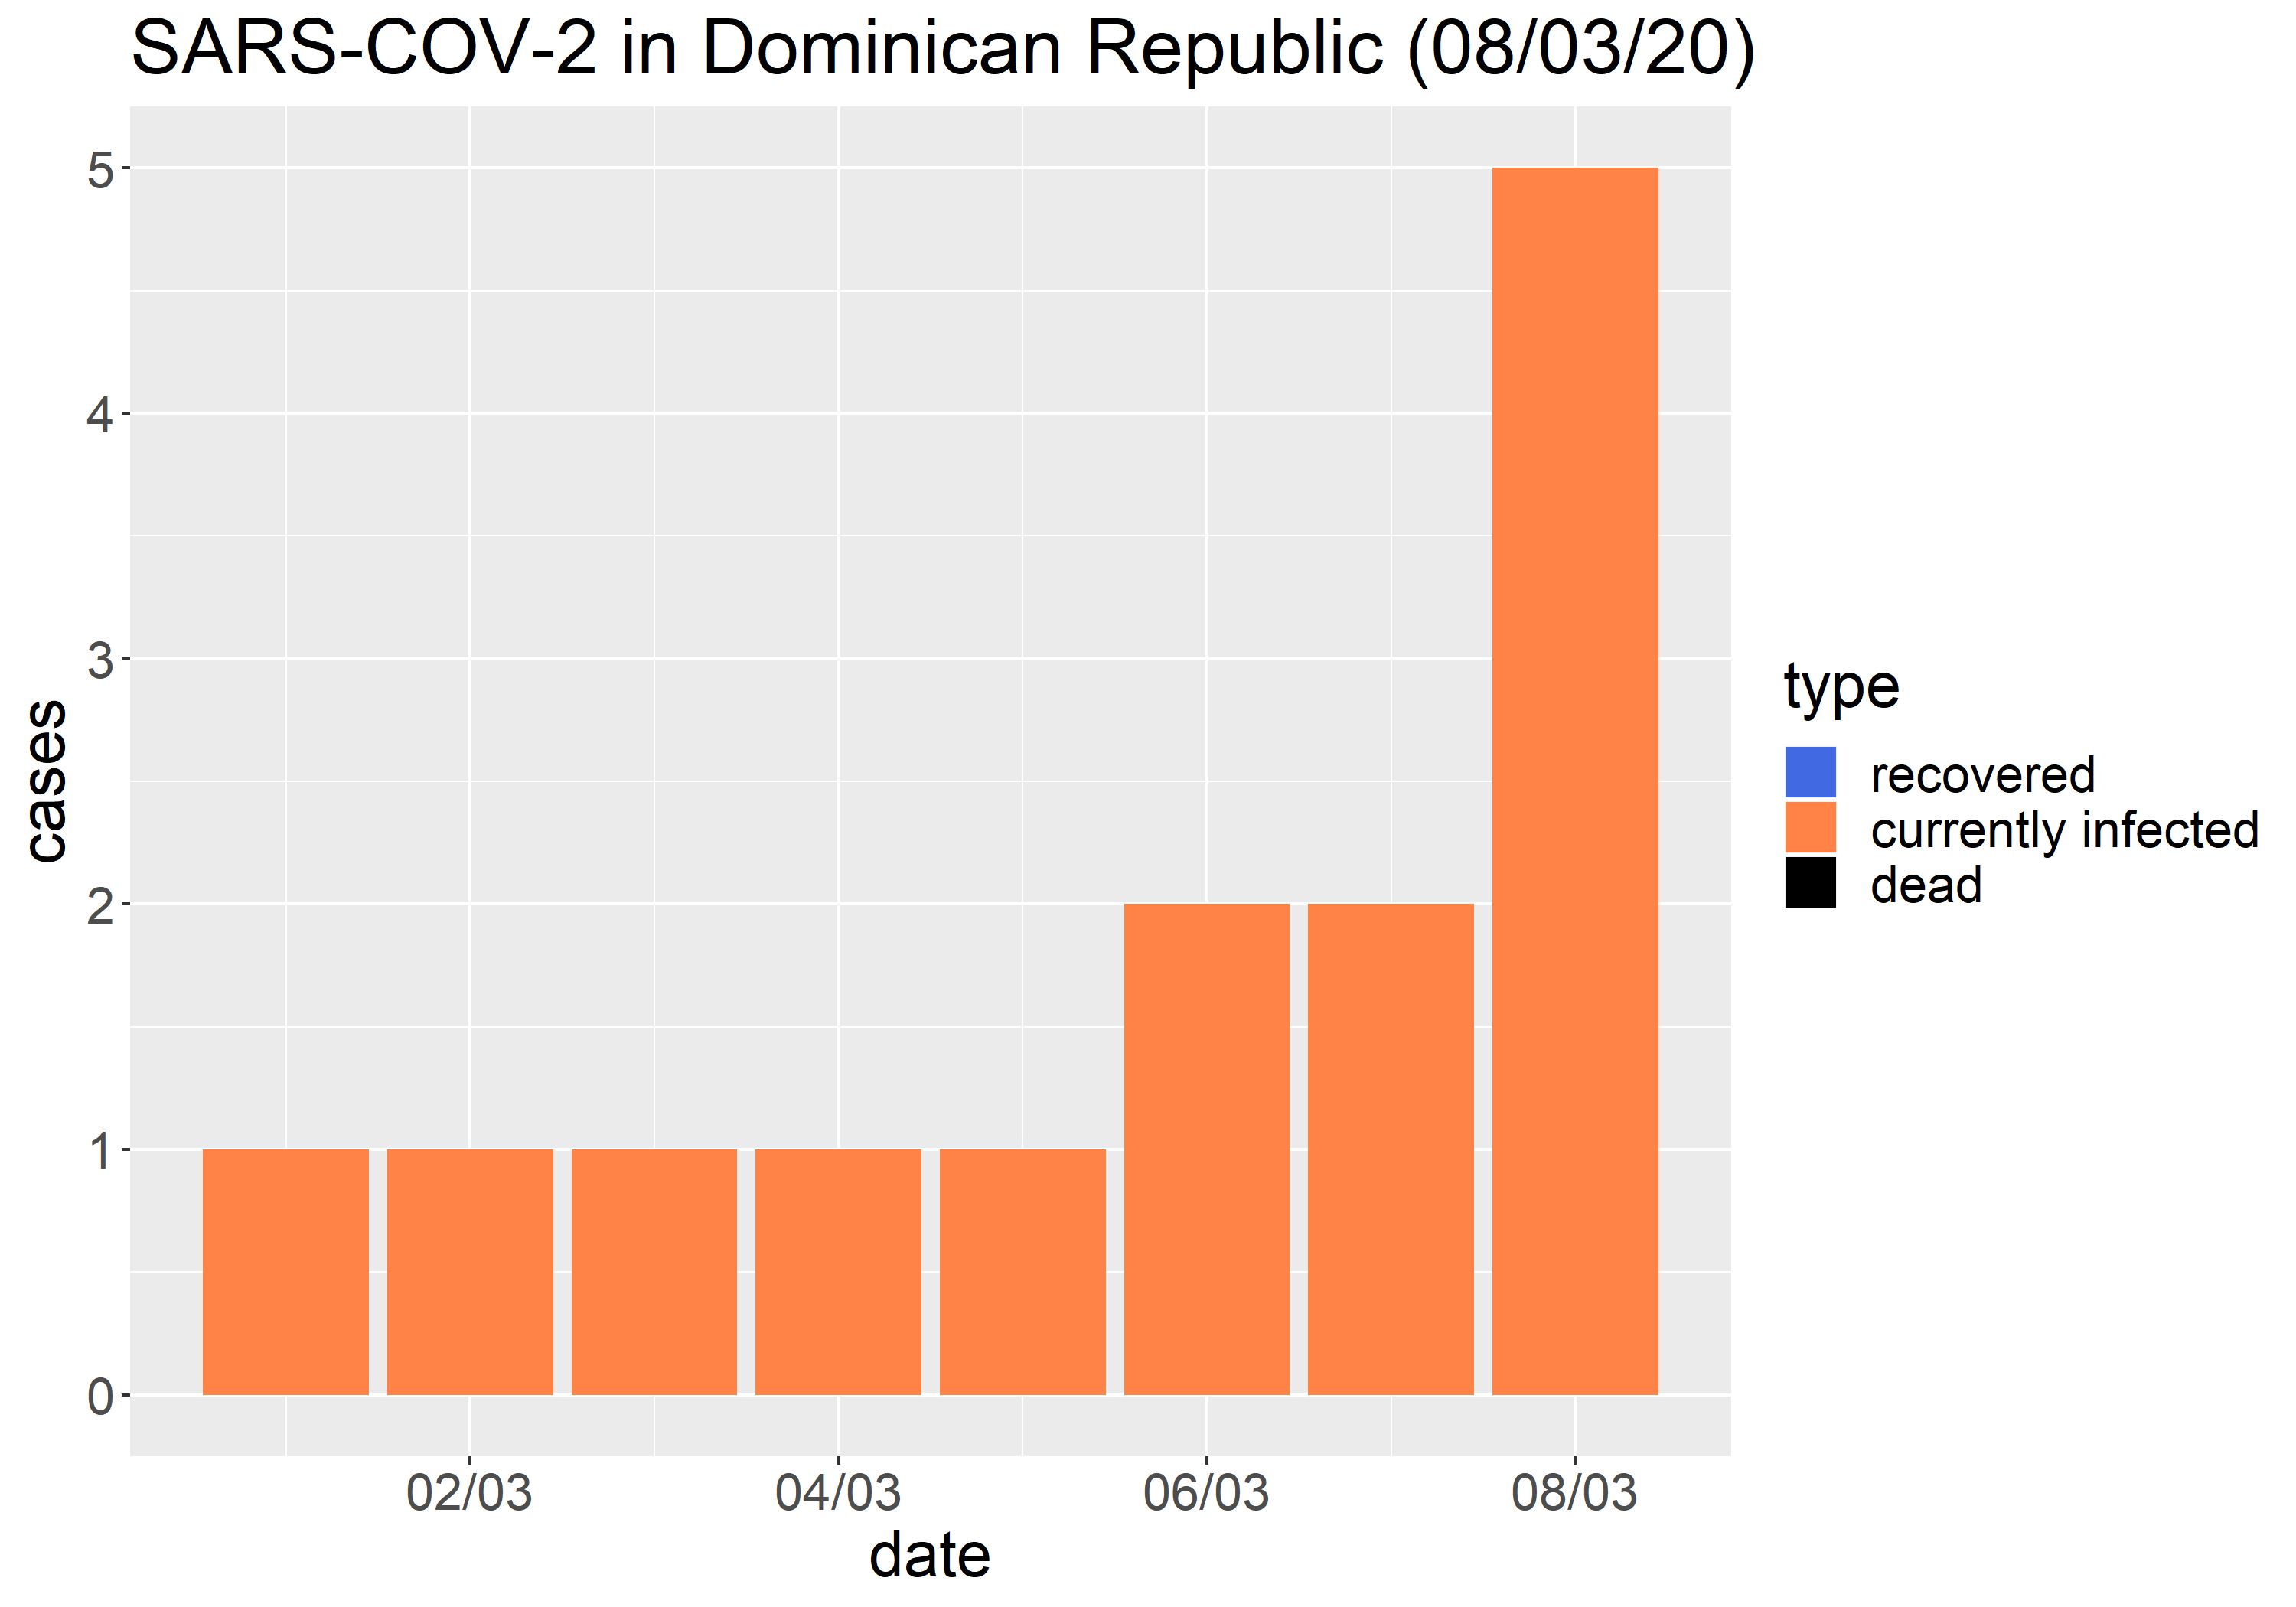 SARS-COV-2 in Dominican Republic (08/03/20)
5
4
3
2
1
0
cases
02/03 04/03 06/03 08/03
date
type
recovered
currently infected
dead